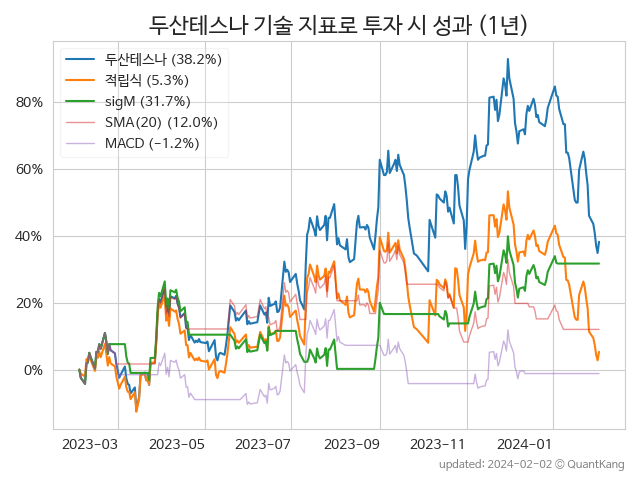 두산테스나 기술 지표로 투자 시 성과 (1년)
두산테스나 (38.2%)
적립식 (5.3%)
sigM (31.7%)
SMA(20) (12.0%)
MACD (-1.2%)
80%
60%
40%
20%
0%
2023-03
2023-05
2023-07
2023-09
2023-11
2024-01
updated: 2024-02-02 © QuantKang